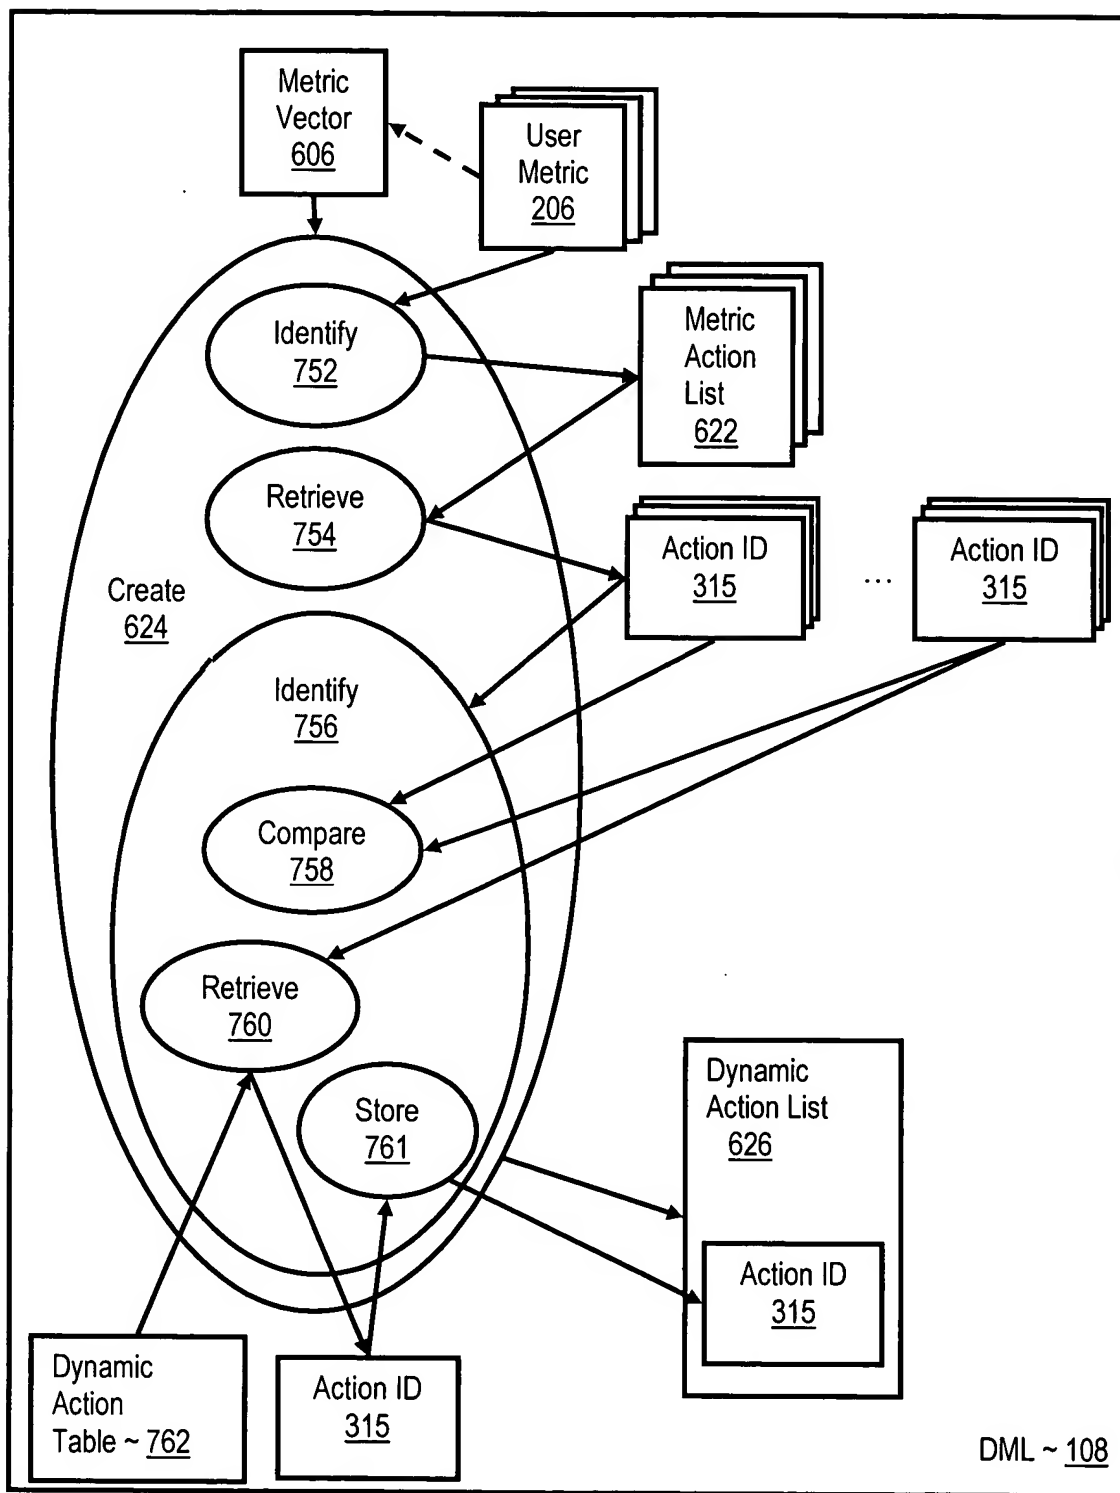 Metric
Vector
606
User
Metric
206
Identify
752
Metric
Action
List
622
Retrieve
754
Action ID
315
...
Action ID
315
Create
624
Identify
756
Compare
758
Retrieve
760
Store
761
Dynamic
Action List
626
Action ID
315
Dynamic
Action
Table ~ 762
Action ID
315
DML ~ 108